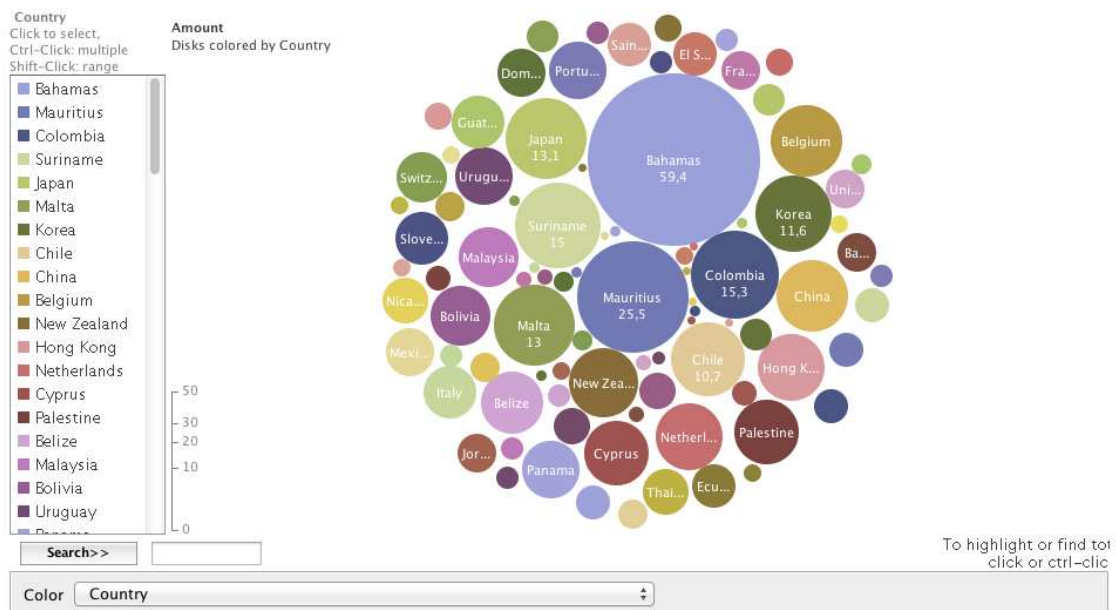 Country
Click to select,
Ctrl-Click: multiple
Shift-Click: range
Amount
Disks colored by Country
Bahamas
Mauritius
Colombia
Suriname
Japan
Malta
Korea
Chile
China
Belgium
New Zealand
Hong Kong
Netherlands
Cyprus
Palestine
Belize
Malaysia
Bolivia
Uruguay
50
30
20
10
0
Sain...
El S...
Dom...
Portu...
Fra...
Guat...
Japan
13,1
Belgium
Bahamas
59,4
Switz...
Urugu...
Uni...
Korea
11,6
Suriname
15
Slove...
Malaysia
Ba...
Colombia
15,3
Nica...
Bolivia
Mauritius
25,5
China
Malta
13
Mexi...
Chile
10,7
Hong K...
New Zea...
Italy
Belize
Netherl...
Palestine
Jor...
Panama
Cyprus
Thai...
Ecu...
Search>>
To highlight or find tot
click or ctrl-clic
Color
Country